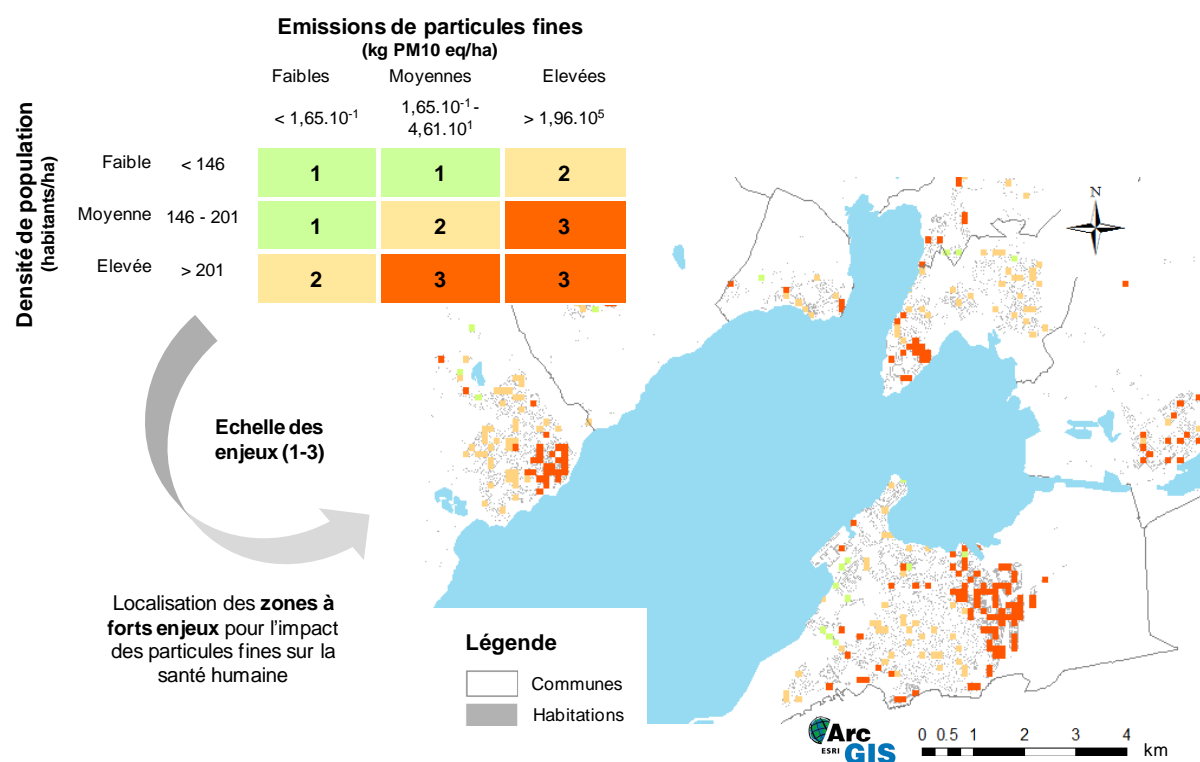 Emissions de particules fines
(kg PM10 eq/ha)
Faibles Moyennes Elevées
< 1,65.10⁻¹ 1,65.10⁻¹ - 4,61.10¹ > 1,96.10⁵
Densité de population
(habitants/ha)
Faible < 146 1 1 2
Moyenne 146 - 201 1 2 3
Elevée > 201 2 3 3
N
Echelle des
enjeux (1-3)
Localisation des zones à
forts enjeux pour l'impact
des particules fines sur la
santé humaine
Légende
Communes
Habitations
Arc
ESRI GIS
0 0.5 1 2 3 4
km